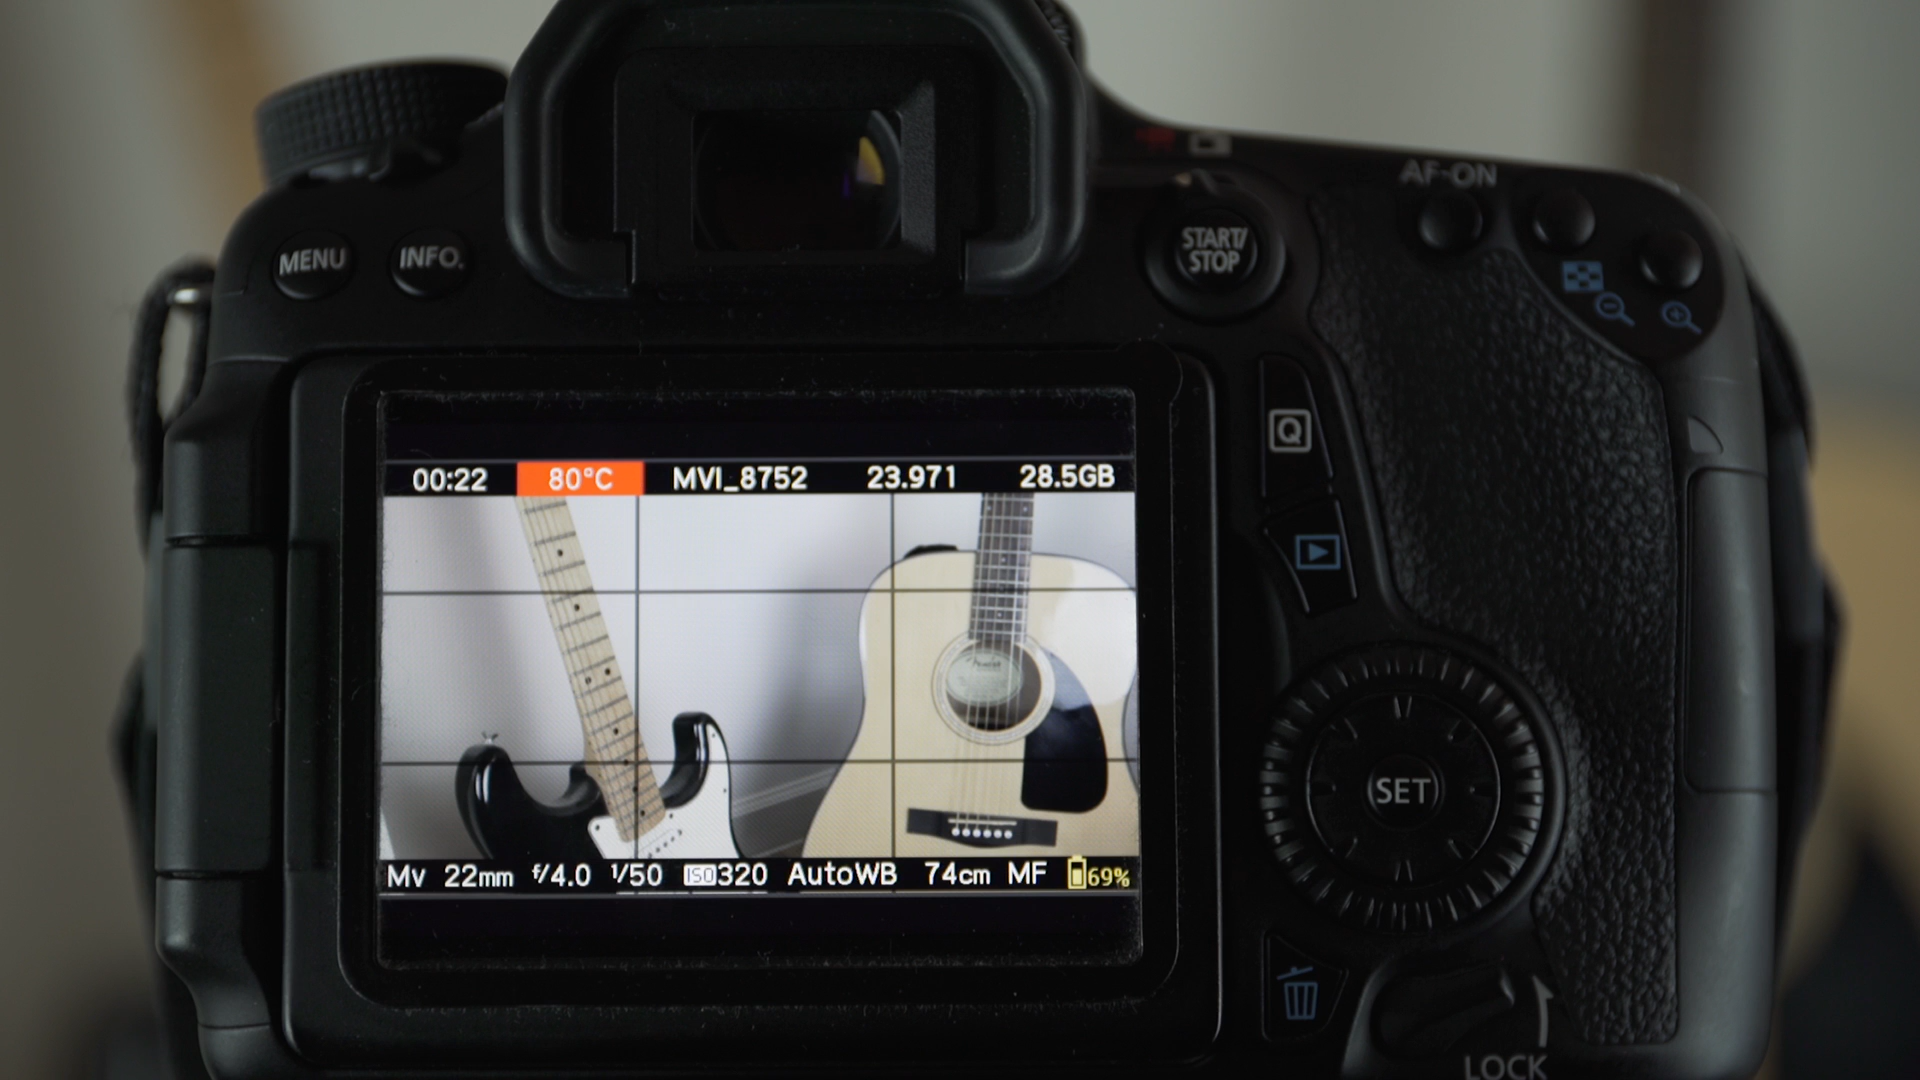 AF-ON
MENU INFO. START/
STOP
Q
00:22 80°C MVI_8752 23.971 28.5GB
Fender
SET
Mv 22mm f/4.0 1/50 ISO320 AutoWB 74cm MF 69%
LOCK